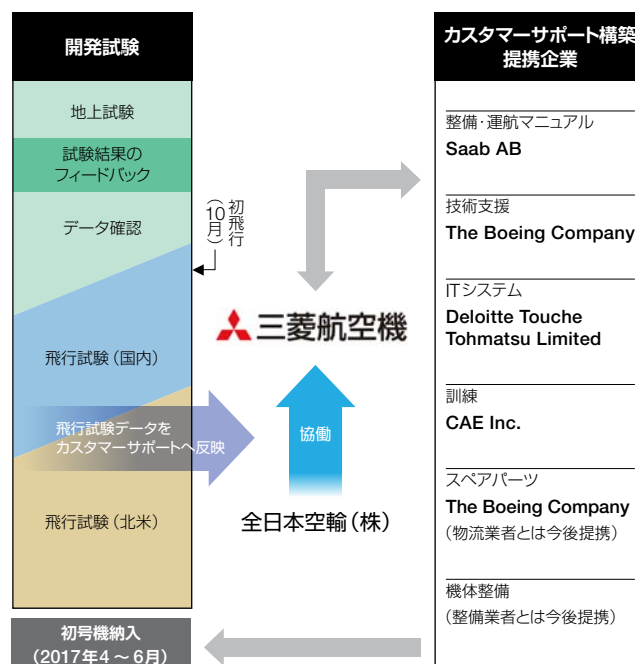 開発試験
地上試験
試験結果の
フィードバック
データ確認
初飛行
（10月）
飛行試験（国内）
飛行試験データを
カスタマーサポートへ反映
飛行試験（北米）
初号機納入
（2017年4～6月）
三菱航空機
協働
全日本空輸（株）
カスタマーサポート構築
提携企業
整備・運航マニュアル
Saab AB
技術支援
The Boeing Company
ITシステム
Deloitte Touche
Tohmatsu Limited
訓練
CAE Inc.
スペアパーツ
The Boeing Company
（物流業者とは今後提携）
機体整備
（整備業者とは今後提携）